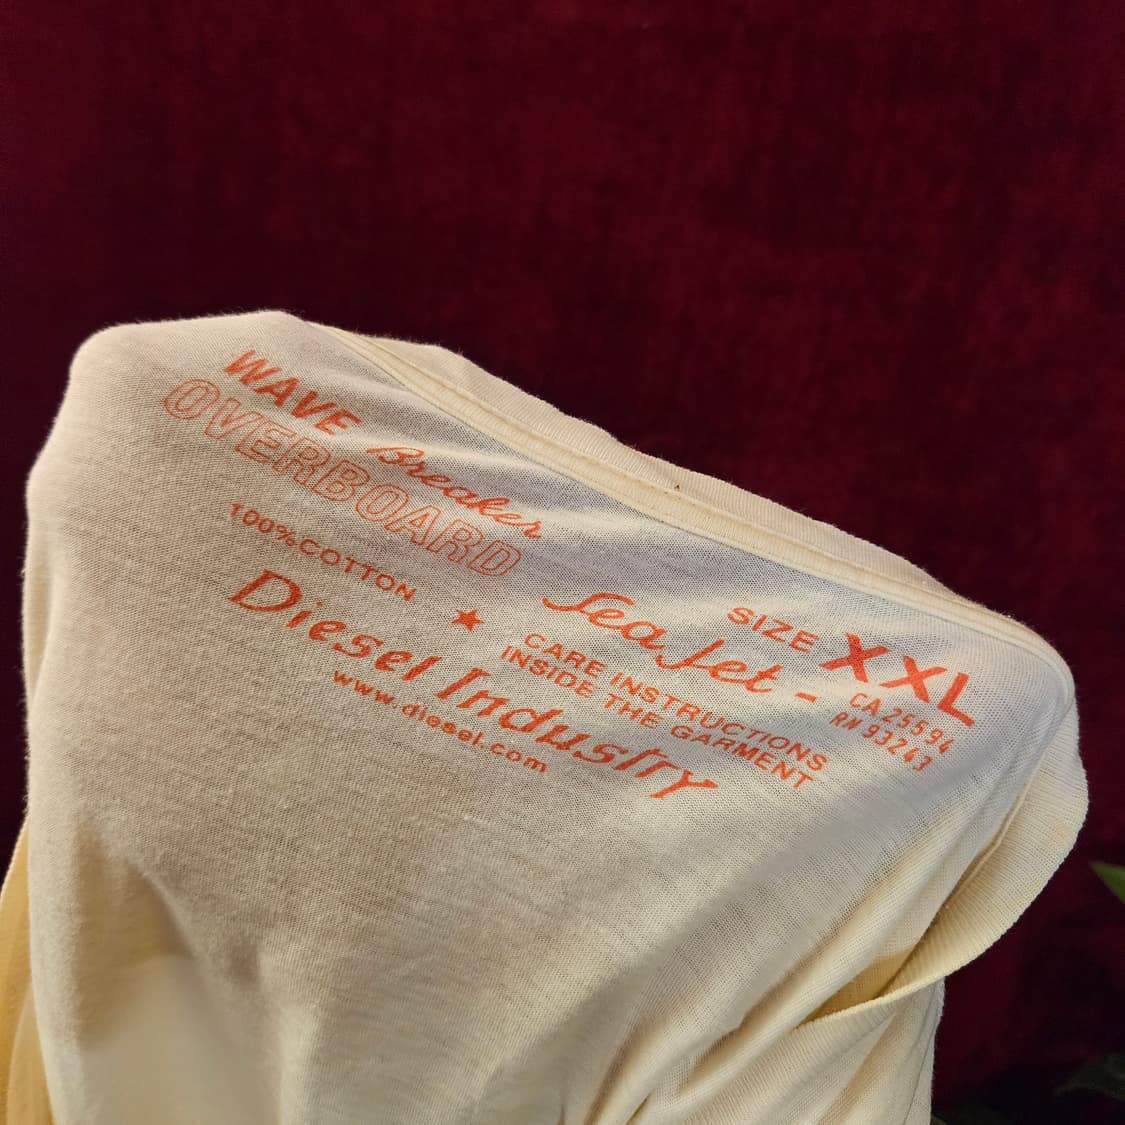 WAVE Breaker
OVERBOARD
100%COTTON
Sea Jet -
SIZE XXL
CA 25594
RN 93243
★ CARE INSTRUCTIONS
INSIDE THE GARMENT
Diesel Industry
www.diesel.com